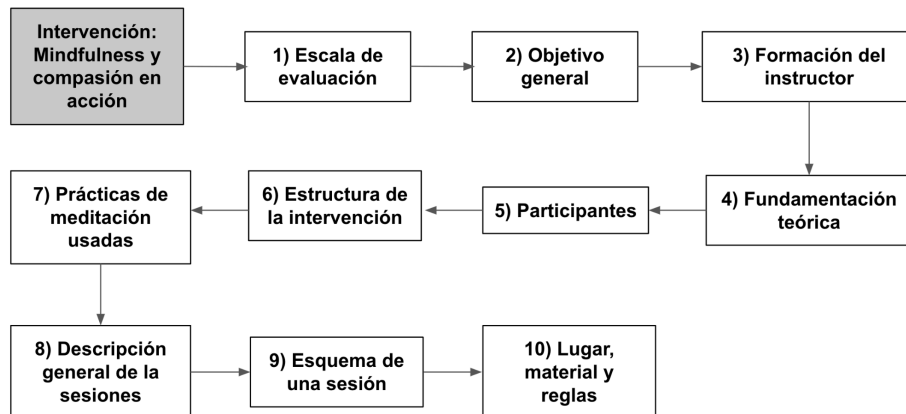 Intervención:
Mindfulness y
compasión en
acción
1) Escala de
evaluación
2) Objetivo
general
3) Formación del
instructor
4) Fundamentación
teórica
5) Participantes
6) Estructura de
la intervención
7) Prácticas de
meditación
usadas
8) Descripción
general de la
sesiones
9) Esquema de
una sesión
10) Lugar,
material y
reglas